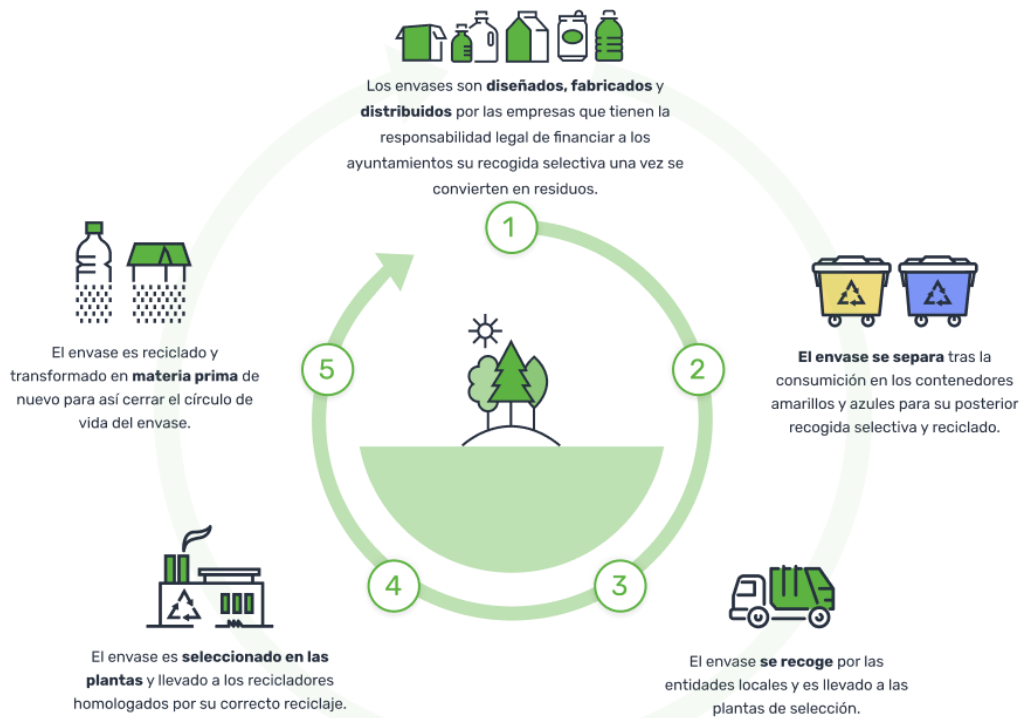 Los envases son diseñados, fabricados y
distribuidos por las empresas que tienen la
responsabilidad legal de financiar a los
ayuntamientos su recogida selectiva una vez se
convierten en residuos.
1
2
El envase se separa tras la
consumición en los contenedores
amarillos y azules para su posterior
recogida selectiva y reciclado.
3
El envase se recoge por las
entidades locales y es llevado a las
plantas de selección.
4
El envase es seleccionado en las
plantas y llevado a los recicladores
homologados por su correcto reciclaje.
5
El envase es reciclado y
transformado en materia prima de
nuevo para así cerrar el círculo de
vida del envase.